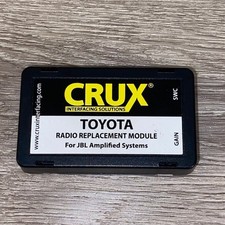 CRUX®
INTERFACING SOLUTIONS
TOYOTA
RADIO REPLACEMENT MODULE
For JBL Amplified Systems
www.cruxinterfacing.com
SWC
GAIN